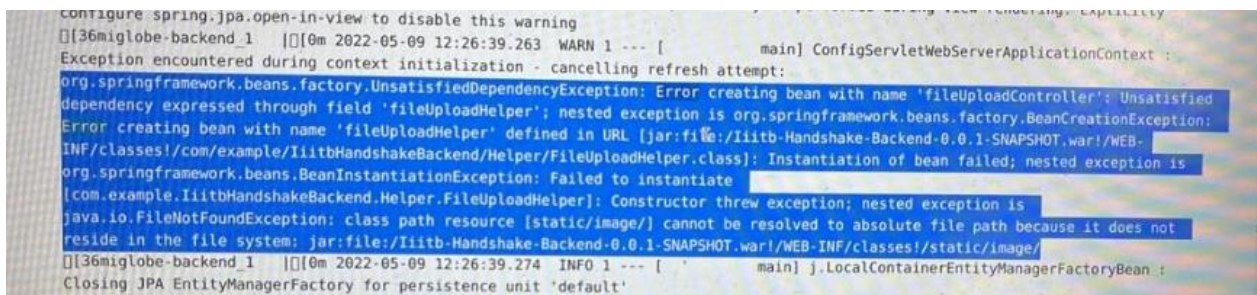 configure spring.jpa.open-in-view to disable this warning
[36miglobe-backend_1 |[0m 2022-05-09 12:26:39.263 WARN 1 --- [ main] ConfigServletWebServerApplicationContext :
Exception encountered during context initialization - cancelling refresh attempt:
org.springframework.beans.factory.UnsatisfiedDependencyException: Error creating bean with name 'fileUploadController': Unsatisfied
dependency expressed through field 'fileUploadHelper'; nested exception is org.springframework.beans.factory.BeanCreationException:
Error creating bean with name 'fileUploadHelper' defined in URL [jar:file:/Iiitb-Handshake-Backend-0.0.1-SNAPSHOT.war!/WEB-
INF/classes!/com/example/IiitbHandshakeBackend/Helper/FileUploadHelper.class]: Instantiation of bean failed; nested exception is
org.springframework.beans.BeanInstantiationException: Failed to instantiate
[com.example.IiitbHandshakeBackend.Helper.FileUploadHelper]: Constructor threw exception; nested exception is
java.io.FileNotFoundException: class path resource [static/image/] cannot be resolved to absolute file path because it does not
reside in the file system: jar:file:/Iiitb-Handshake-Backend-0.0.1-SNAPSHOT.war!/WEB-INF/classes!/static/image/
[36miglobe-backend_1 |[0m 2022-05-09 12:26:39.274 INFO 1 --- [ main] j.LocalContainerEntityManagerFactoryBean :
Closing JPA EntityManagerFactory for persistence unit 'default'